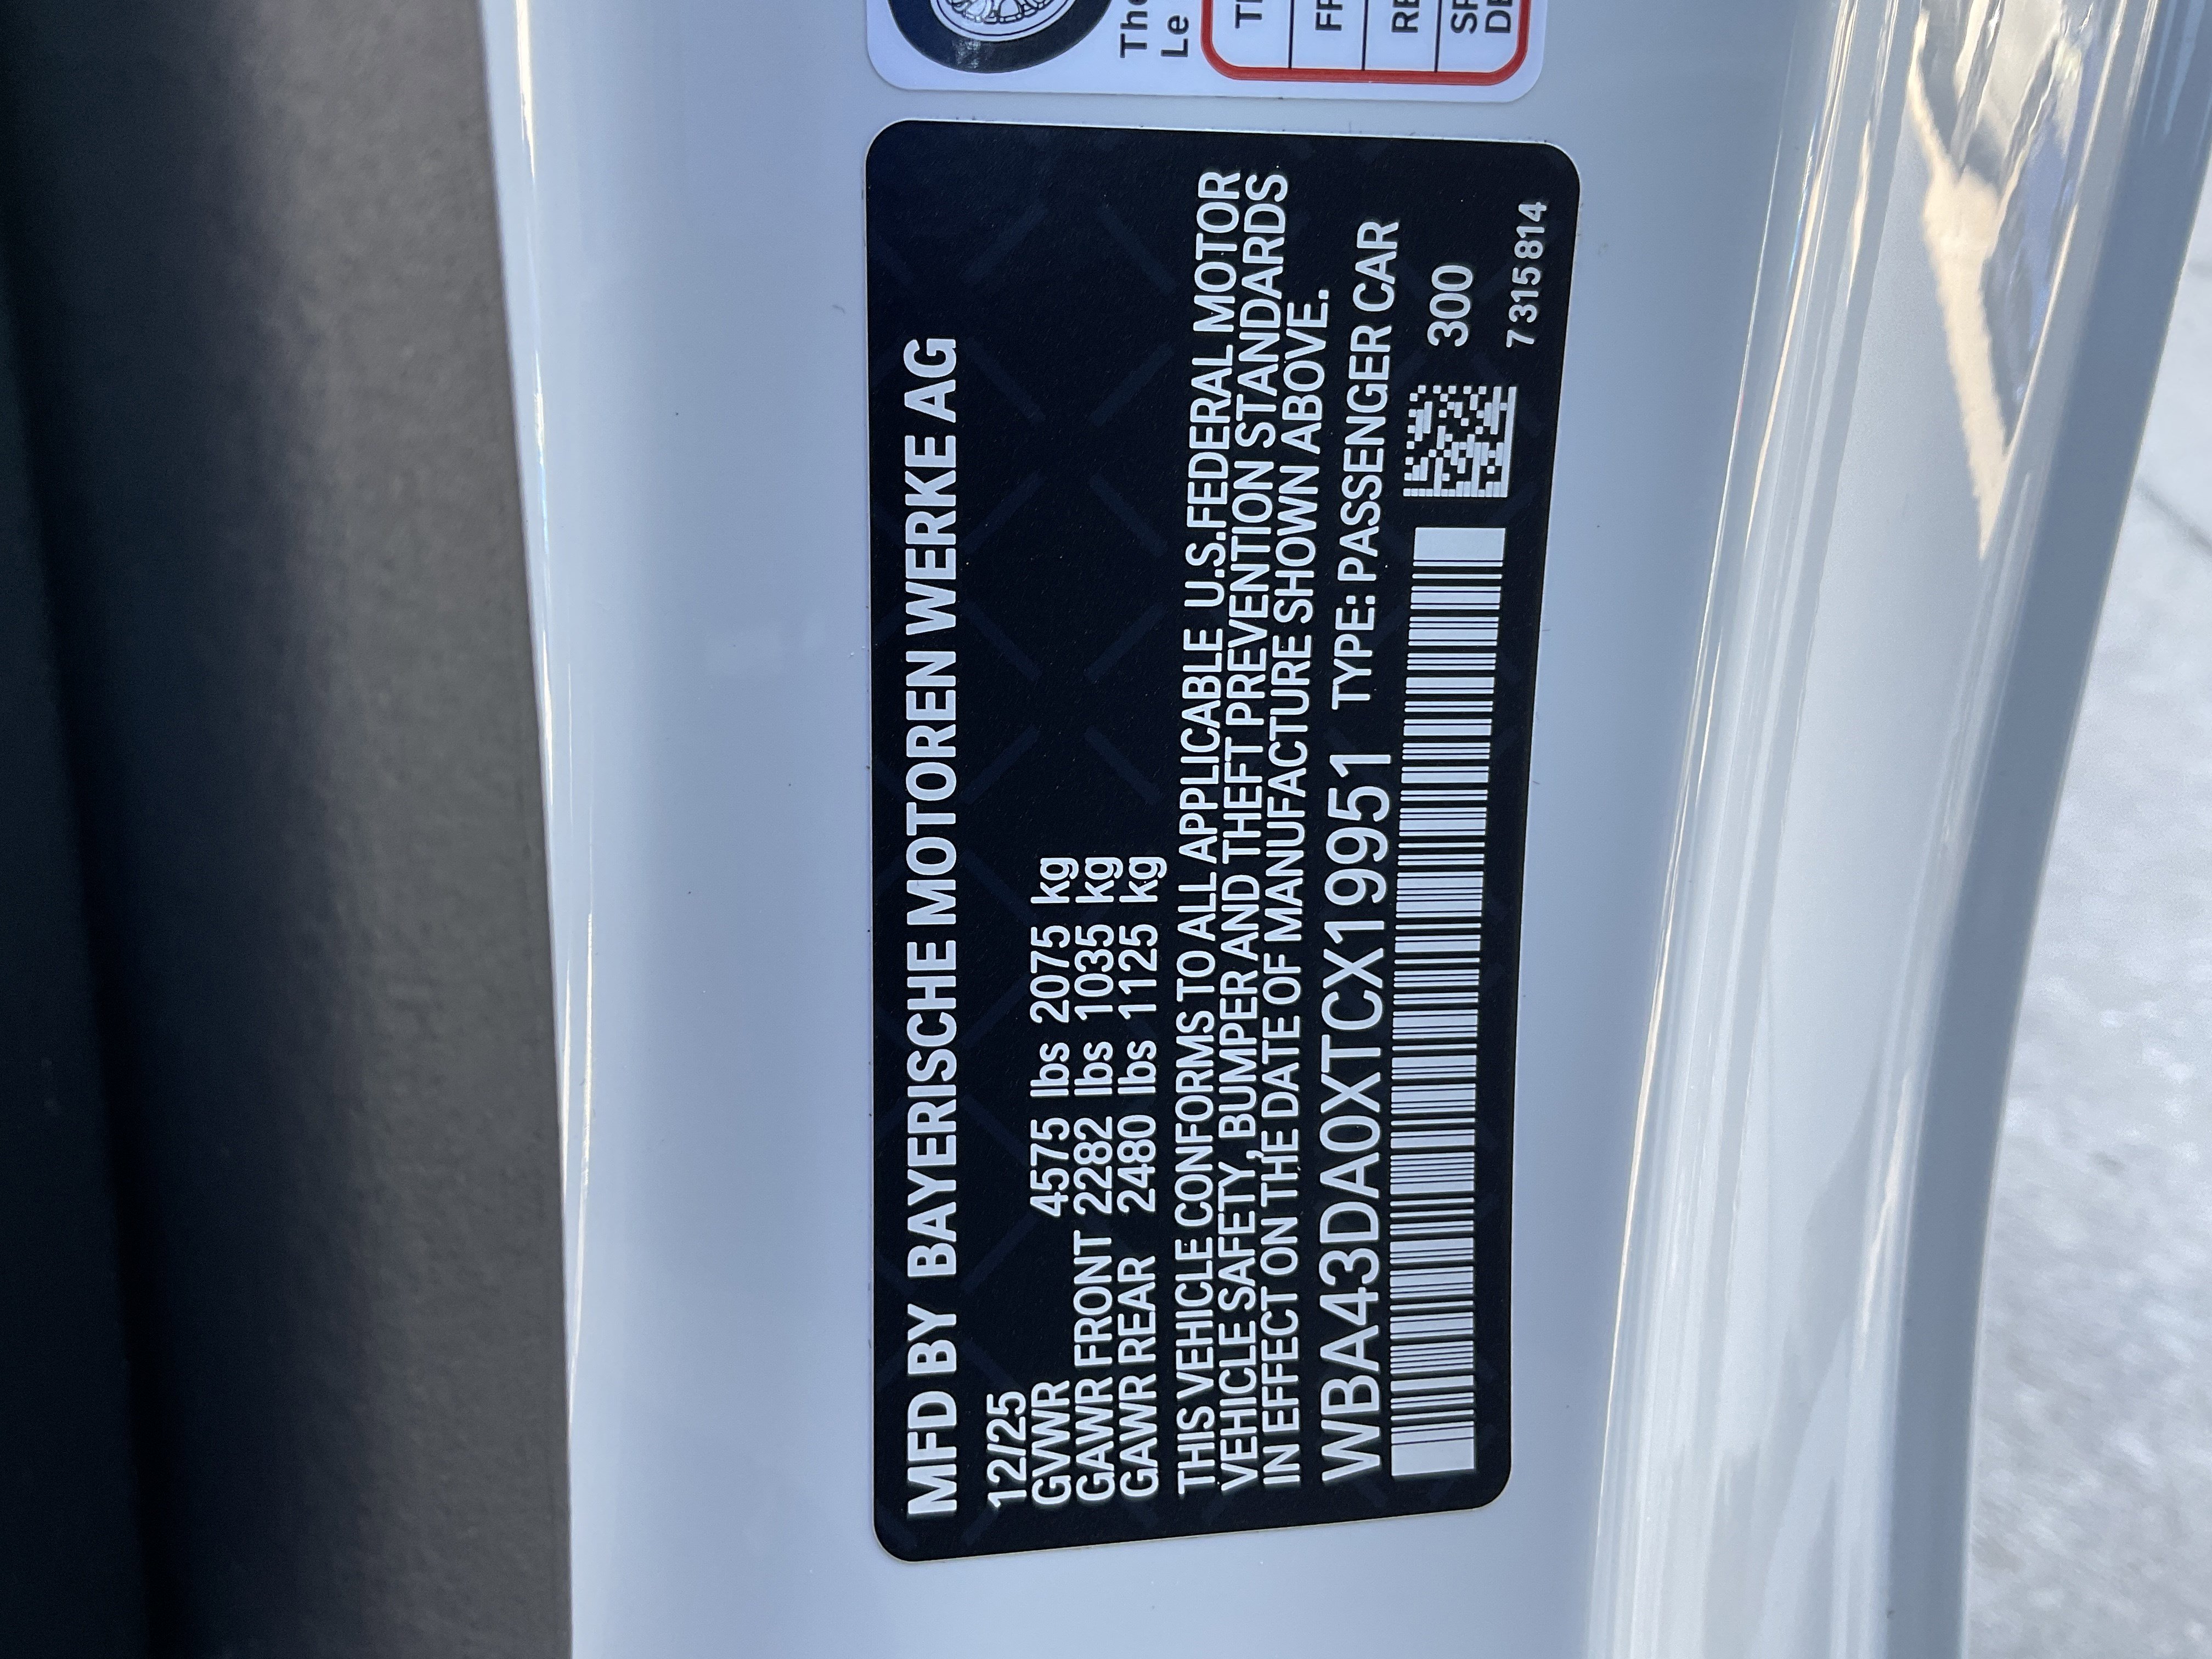 MFD BY BAYERISCHE MOTOREN WERKE AG
12/25
GVWR 4575 lbs 2075 kg
GAWR FRONT 2282 lbs 1035 kg
GAWR REAR 2480 lbs 1125 kg
THIS VEHICLE CONFORMS TO ALL APPLICABLE U.S.FEDERAL MOTOR
VEHICLE SAFETY, BUMPER AND THEFT PREVENTION STANDARDS
IN EFFECT ON THE DATE OF MANUFACTURE SHOWN ABOVE.
WBA43DA0XTCX19951 TYPE: PASSENGER CAR
300
7 315 814
Le